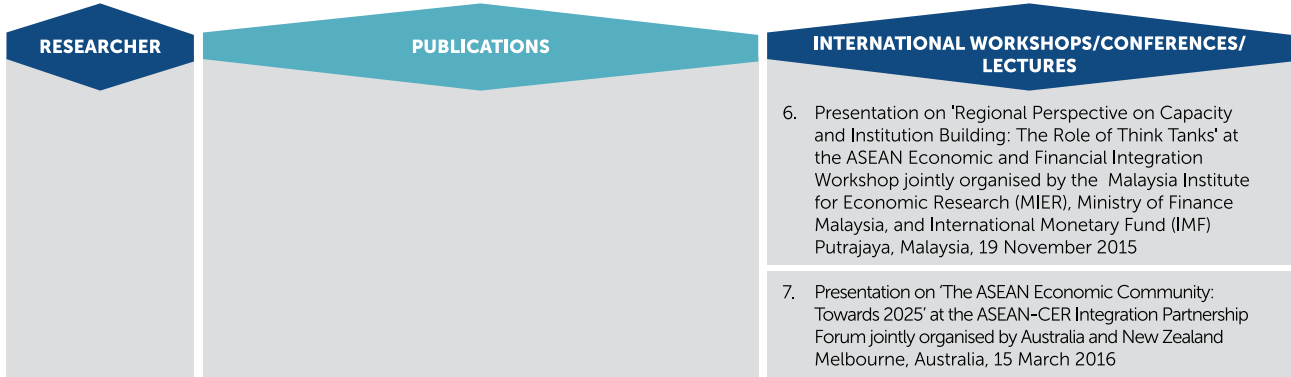 RESEARCHER
PUBLICATIONS
INTERNATIONAL WORKSHOPS/CONFERENCES/
LECTURES
6. Presentation on 'Regional Perspective on Capacity
and Institution Building: The Role of Think Tanks' at
the ASEAN Economic and Financial Integration
Workshop jointly organised by the Malaysia Institute
for Economic Research (MIER), Ministry of Finance
Malaysia, and International Monetary Fund (IMF)
Putrajaya, Malaysia, 19 November 2015
7. Presentation on 'The ASEAN Economic Community:
Towards 2025' at the ASEAN-CER Integration Partnership
Forum jointly organised by Australia and New Zealand
Melbourne, Australia, 15 March 2016